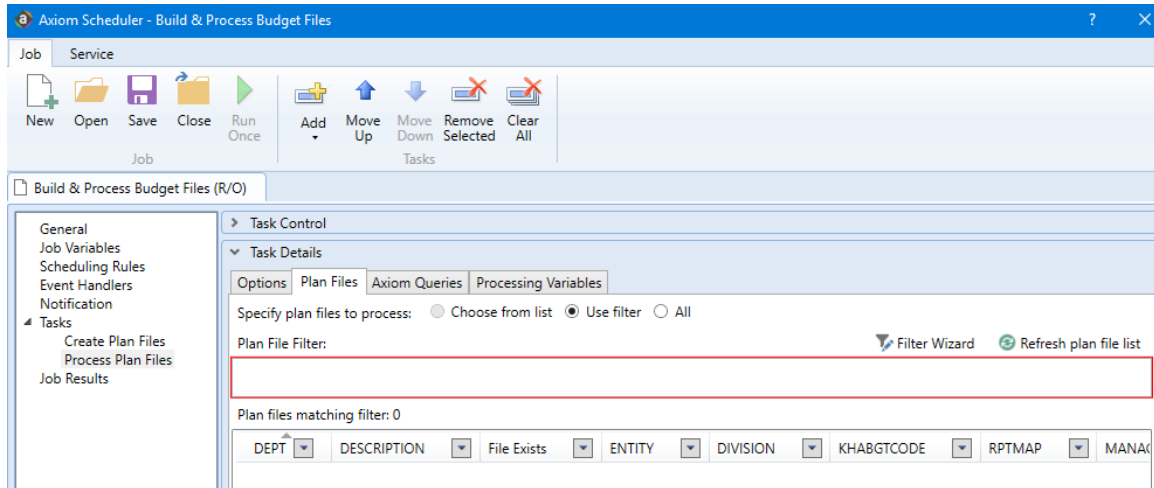 Axiom Scheduler - Build & Process Budget Files
?
Job Service
New Open Save Close Run Once Add Move Up Move Down Remove Selected Clear All
Job Tasks
Build & Process Budget Files (R/O)
General
Job Variables
Scheduling Rules
Event Handlers
Notification
Tasks
Create Plan Files
Process Plan Files
Job Results
Task Control
Task Details
Options Plan Files Axiom Queries Processing Variables
Specify plan files to process: Choose from list Use filter All
Plan File Filter: Filter Wizard Refresh plan file list
Plan files matching filter: 0
DEPT DESCRIPTION File Exists ENTITY DIVISION KHABGTCODE RPTMAP MANAG